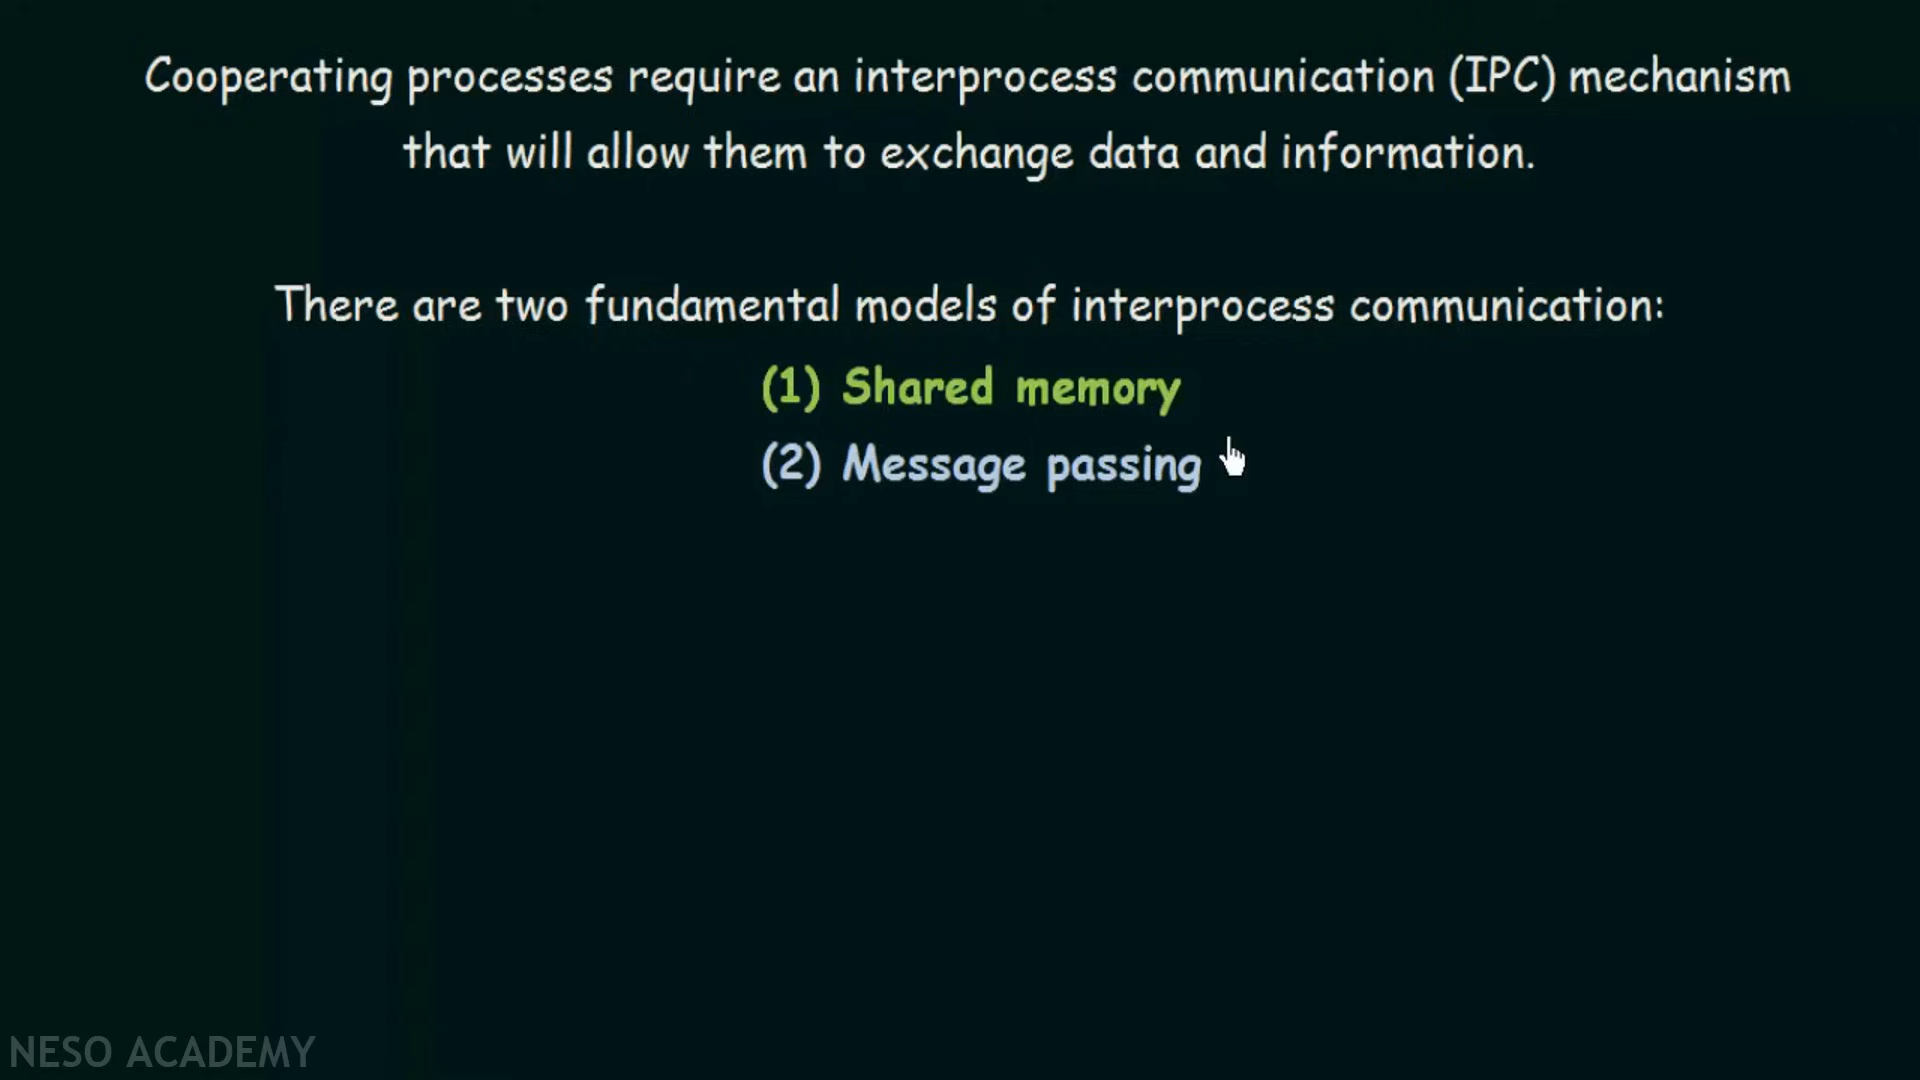 Cooperating processes require an interprocess communication (IPC) mechanism
that will allow them to exchange data and information.
There are two fundamental models of interprocess communication:
(1) Shared memory
(2) Message passing
NESO ACADEMY